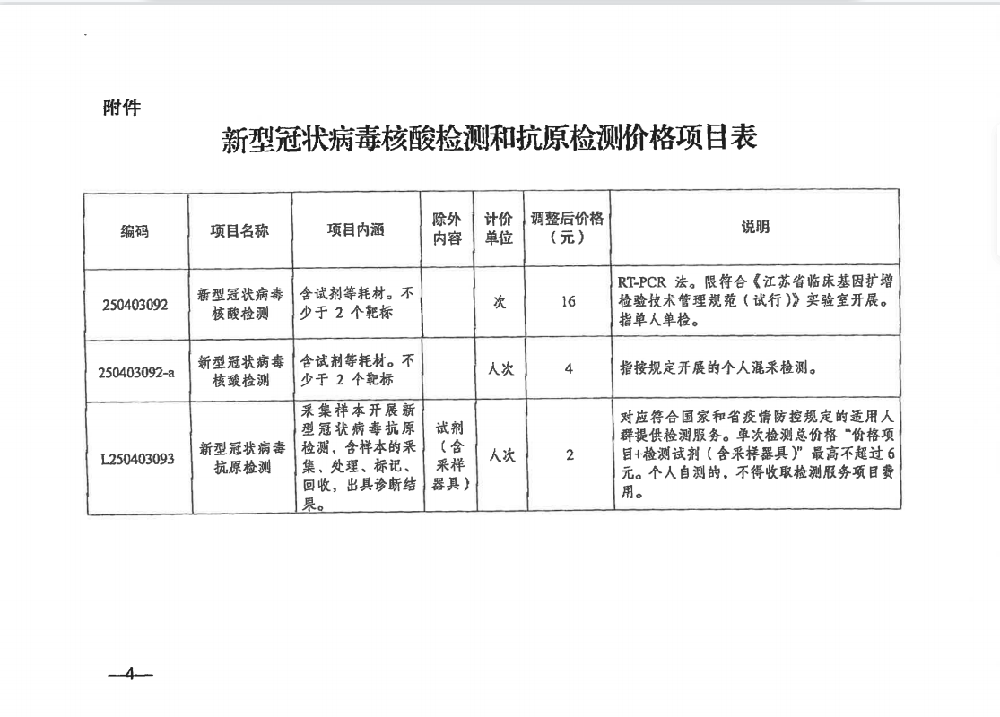 附件
新型冠状病毒核酸检测和抗原检测价格项目表
编码
项目名称
项目内涵
除外
内容
计价
单位
调整后价格
（元）
说明
250403092
新型冠状病毒
核酸检测
含试剂等耗材。不
少于 2 个靶标
次
16
RT-PCR 法。限符合《江苏省临床基因扩增
检验技术管理规范（试行）》实验室开展。
指单人单检。
250403092-a
新型冠状病毒
核酸检测
含试剂等耗材。不
少于 2 个靶标
人次
4
指按规定开展的个人混采检测。
L250403093
新型冠状病毒
抗原检测
采集样本开展新
型冠状病毒抗原
检测，含样本的采
集、处理、标记、
回收，出具诊断结
果。
试剂
（含
采样
器具）
人次
2
对应符合国家和省疫情防控规定的适用人
群提供检测服务。单次检测总价格“价格项
目+检测试剂（含采样器具）”最高不超过 6
元。个人自测的，不得收取检测服务项目费
用。
—4—